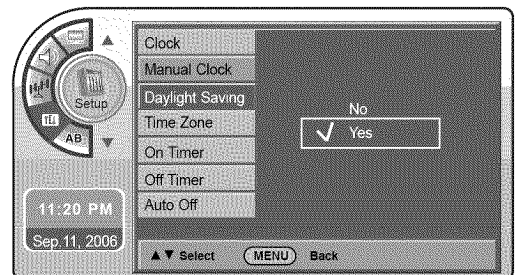 Setup
AB
11:20 PM
Sep.11, 2006
Clock
Manual Clock
Daylight Saving
Time Zone
On Timer
Off Timer
Auto Off
No
Yes
▲▼ Select MENU Back